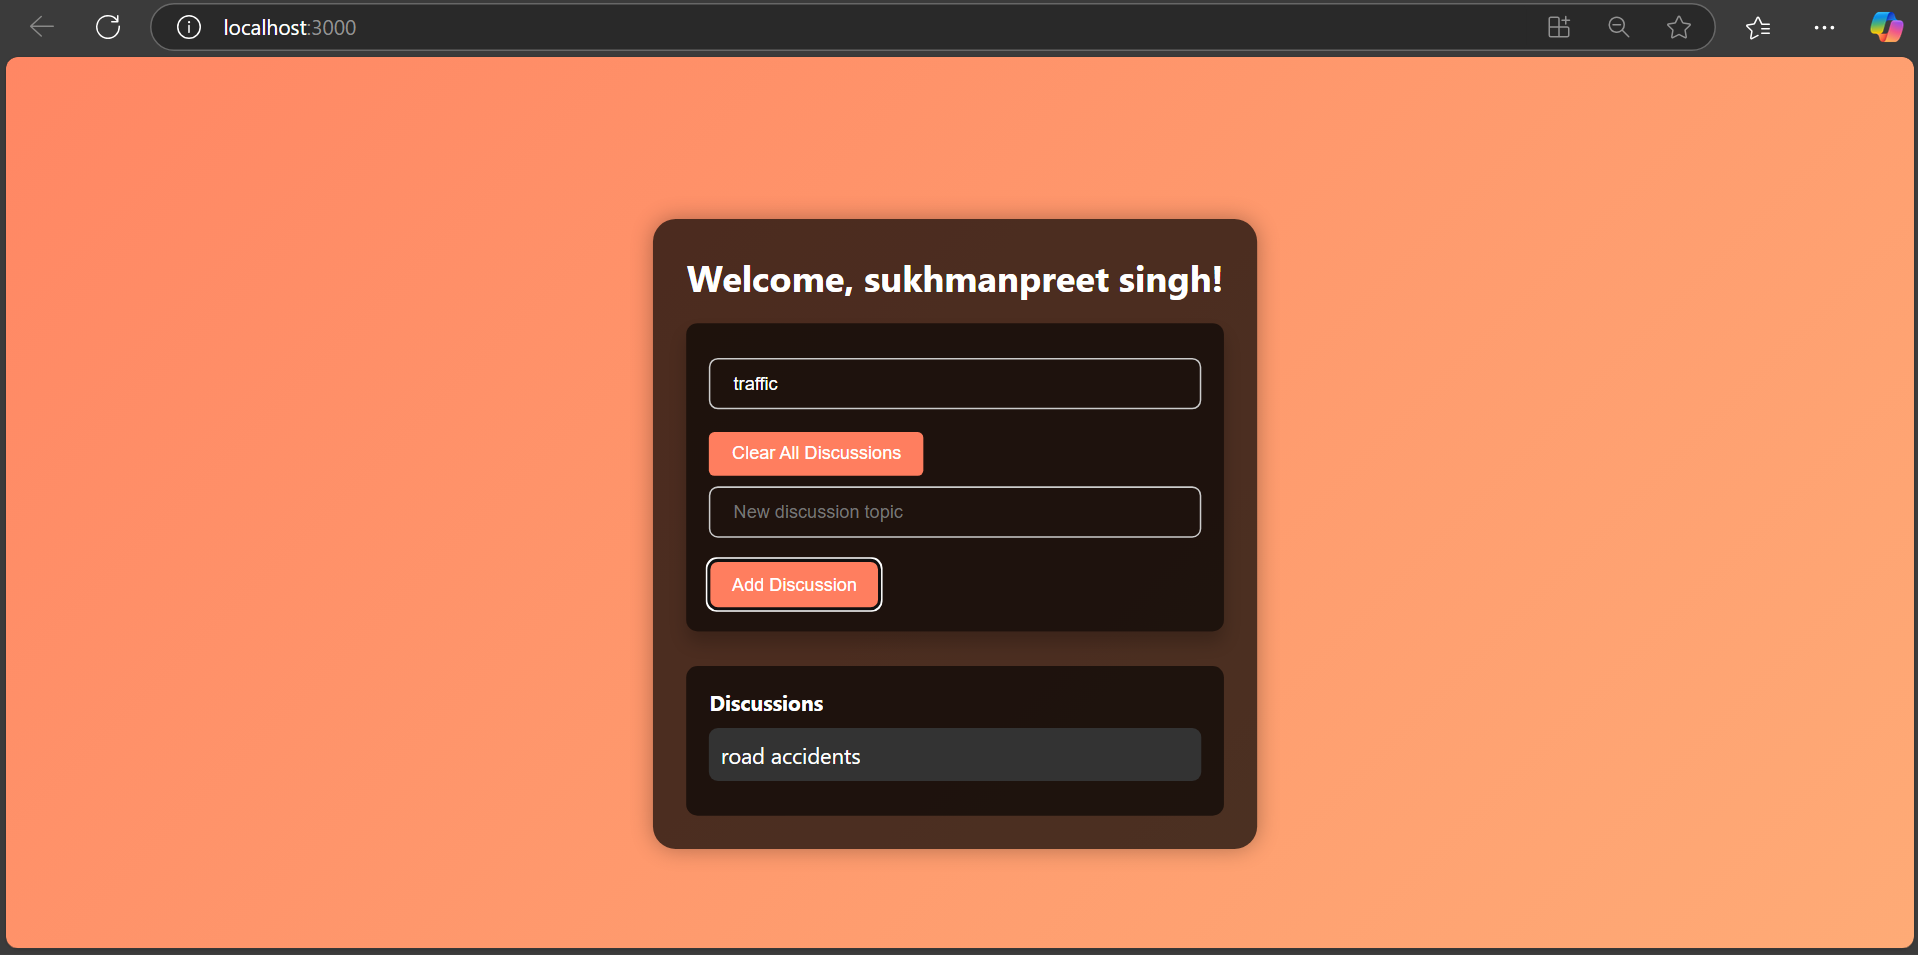 localhost:3000
Welcome, sukhmanpreet singh!
traffic
Clear All Discussions
New discussion topic
Add Discussion
Discussions
road accidents